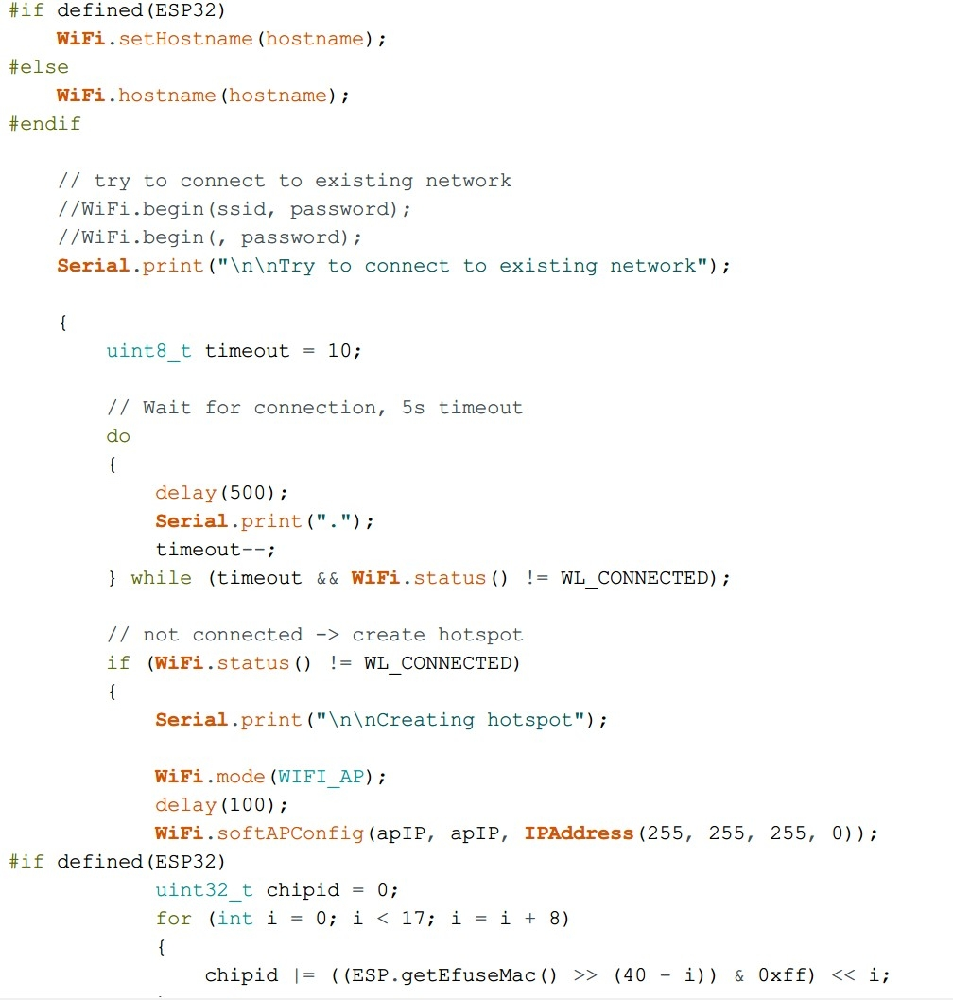 #if defined(ESP32)
    WiFi.setHostname(hostname);
#else
    WiFi.hostname(hostname);
#endif

    // try to connect to existing network
    //WiFi.begin(ssid, password);
    //WiFi.begin(, password);
    Serial.print("\n\nTry to connect to existing network");

    {
        uint8_t timeout = 10;

        // Wait for connection, 5s timeout
        do
        {
            delay(500);
            Serial.print(".");
            timeout--;
        } while (timeout && WiFi.status() != WL_CONNECTED);

        // not connected -> create hotspot
        if (WiFi.status() != WL_CONNECTED)
        {
            Serial.print("\n\nCreating hotspot");

            WiFi.mode(WIFI_AP);
            delay(100);
            WiFi.softAPConfig(apIP, apIP, IPAddress(255, 255, 255, 0));
#if defined(ESP32)
            uint32_t chipid = 0;
            for (int i = 0; i < 17; i = i + 8)
            {
                chipid |= ((ESP.getEfuseMac() >> (40 - i)) & 0xff) << i;